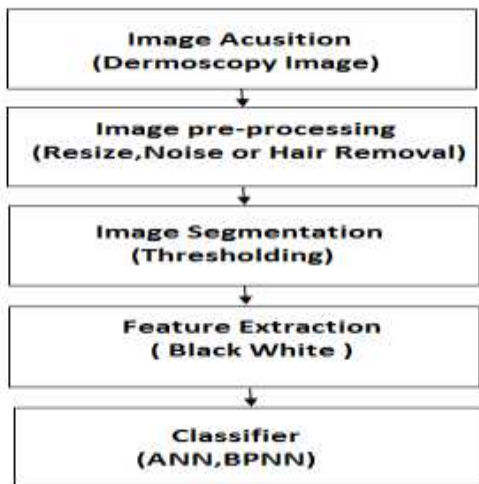 Image Acusition
(Dermoscopy Image)
Image pre-processing
(Resize,Noise or Hair Removal)
Image Segmentation
(Thresholding)
Feature Extraction
( Black White )
Classifier
(ANN,BPNN)